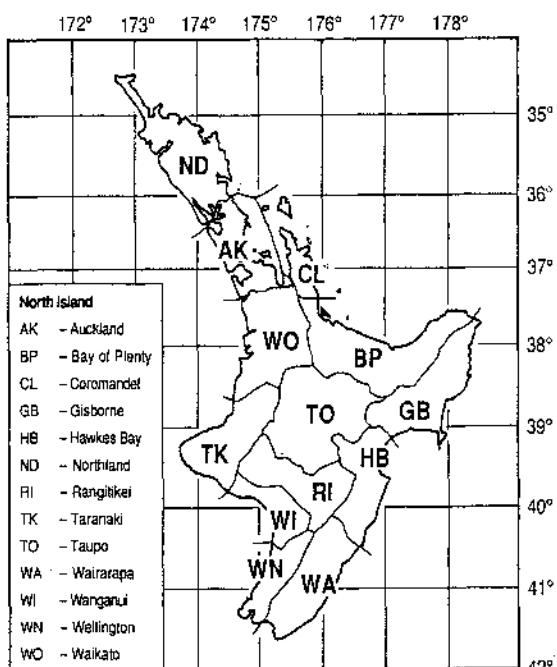 172° 174° 175° 176° 177° 178°
173°
35°
ND
36°
AK
CL
37°
North Island
AK – Auckland
BP – Bay of Plenty
CL – Coromandel
GB – Gisborne
HB – Hawkes Bay
ND – Northland
RI – Rangitikei
TK – Taranaki
TO – Taupo
WA – Wairarapa
WI – Wanganui
WN – Wellington
WO – Waikato
WO
BP
38°
TO
GB
TK
HB
39°
RI
WI
40°
WN
WA
41°
42°